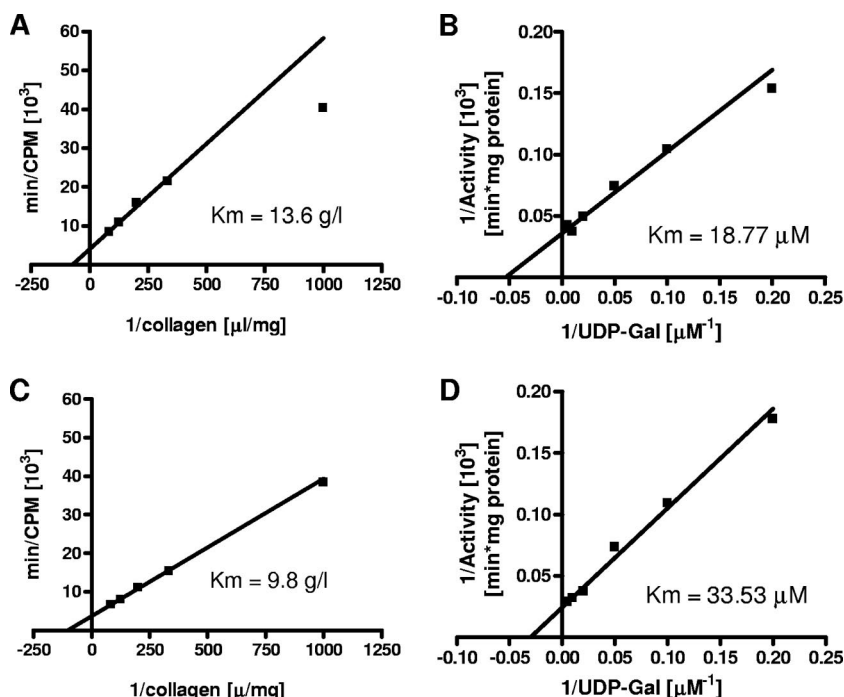 A
min/CPM [10³]
60
50
40
30
20
10
Km = 13.6 g/l
-250 0 250 500 750 1000 1250
1/collagen [µl/mg]
B
1/Activity [10³]
[min*mg protein]
0.20
0.15
0.10
0.05
Km = 18.77 µM
-0.10 -0.05 0.00 0.05 0.10 0.15 0.20 0.25
1/UDP-Gal [µM⁻¹]
C
min/CPM [10³]
60
50
40
30
20
10
Km = 9.8 g/l
-250 0 250 500 750 1000 1250
1/collagen [µ/mg]
D
1/Activity [10³]
[min*mg protein]
0.20
0.15
0.10
0.05
Km = 33.53 µM
-0.10 -0.05 0.00 0.05 0.10 0.15 0.20 0.25
1/UDP-Gal [µM⁻¹]